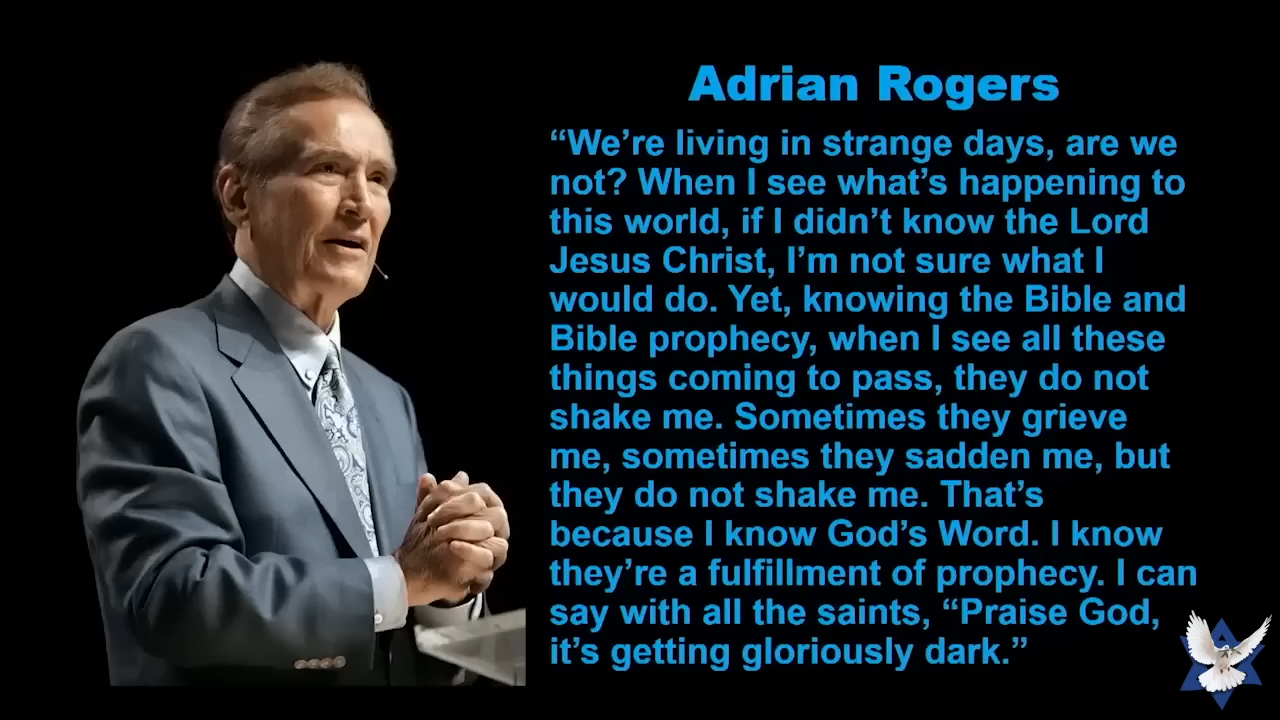 Adrian Rogers
“We’re living in strange days, are we
not? When I see what’s happening to
this world, if I didn’t know the Lord
Jesus Christ, I’m not sure what I
would do. Yet, knowing the Bible and
Bible prophecy, when I see all these
things coming to pass, they do not
shake me. Sometimes they grieve
me, sometimes they sadden me, but
they do not shake me. That’s
because I know God’s Word. I know
they’re a fulfillment of prophecy. I can
say with all the saints, “Praise God,
it’s getting gloriously dark.”